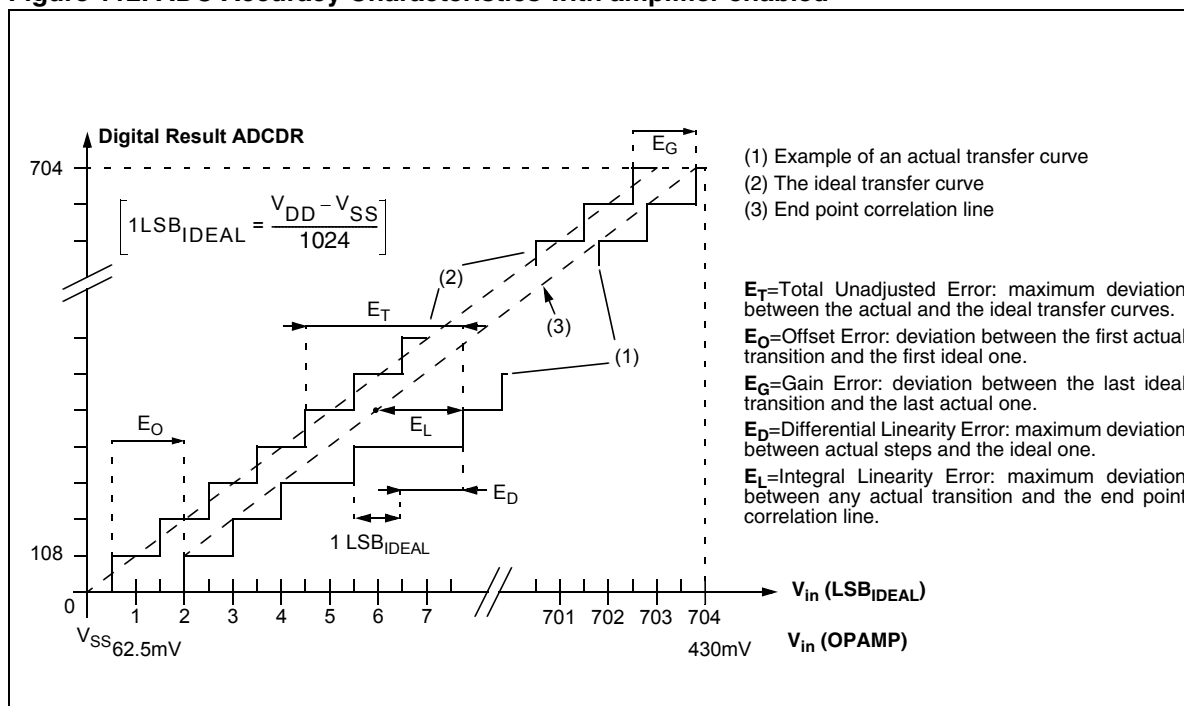 Figure 112. ADC Accuracy Characteristics with amplifier enabled
Digital Result ADCDR
E_G
704
1LSB_IDEAL = (V_DD – V_SS) / 1024
(1) Example of an actual transfer curve
(2) The ideal transfer curve
(3) End point correlation line
(2)
E_T
(3)
(1)
E_T=Total Unadjusted Error: maximum deviation
between the actual and the ideal transfer curves.
E_O=Offset Error: deviation between the first actual
transition and the first ideal one.
E_G=Gain Error: deviation between the last ideal
transition and the last actual one.
E_D=Differential Linearity Error: maximum deviation
between actual steps and the ideal one.
E_L=Integral Linearity Error: maximum deviation
between any actual transition and the end point
correlation line.
E_O
E_L
E_D
1 LSB_IDEAL
108
0
1 2 3 4 5 6 7 701 702 703 704
V_in (LSB_IDEAL)
V_SS
62.5mV
430mV
V_in (OPAMP)